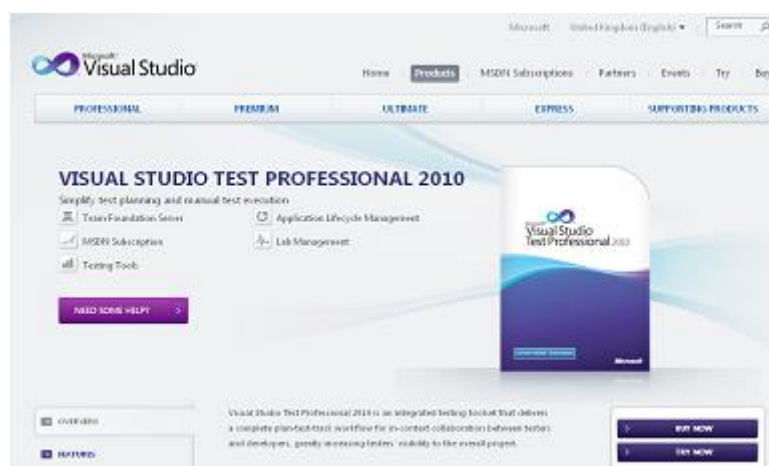 Microsoft United Kingdom (English) Search
Microsoft
Visual Studio
Home Products MSDN Subscriptions Partners Events Try Buy
PROFESSIONAL PREMIUM ULTIMATE EXPRESS SUPPORTING PRODUCTS
VISUAL STUDIO TEST PROFESSIONAL 2010
Simplify test planning and manual test execution
Team Foundation Server Application Lifecycle Management
MSDN Subscription Lab Management
Testing Tools
NEED SOME HELP?
Visual Studio
Test Professional 2010
Microsoft
OVERVIEW
FEATURES
Visual Studio Test Professional 2010 is an integrated testing toolset that delivers
a complete plan-test-track workflow for in-context collaboration between testers
and developers, greatly increasing testers' visibility to the overall project.
BUY NOW
TRY NOW